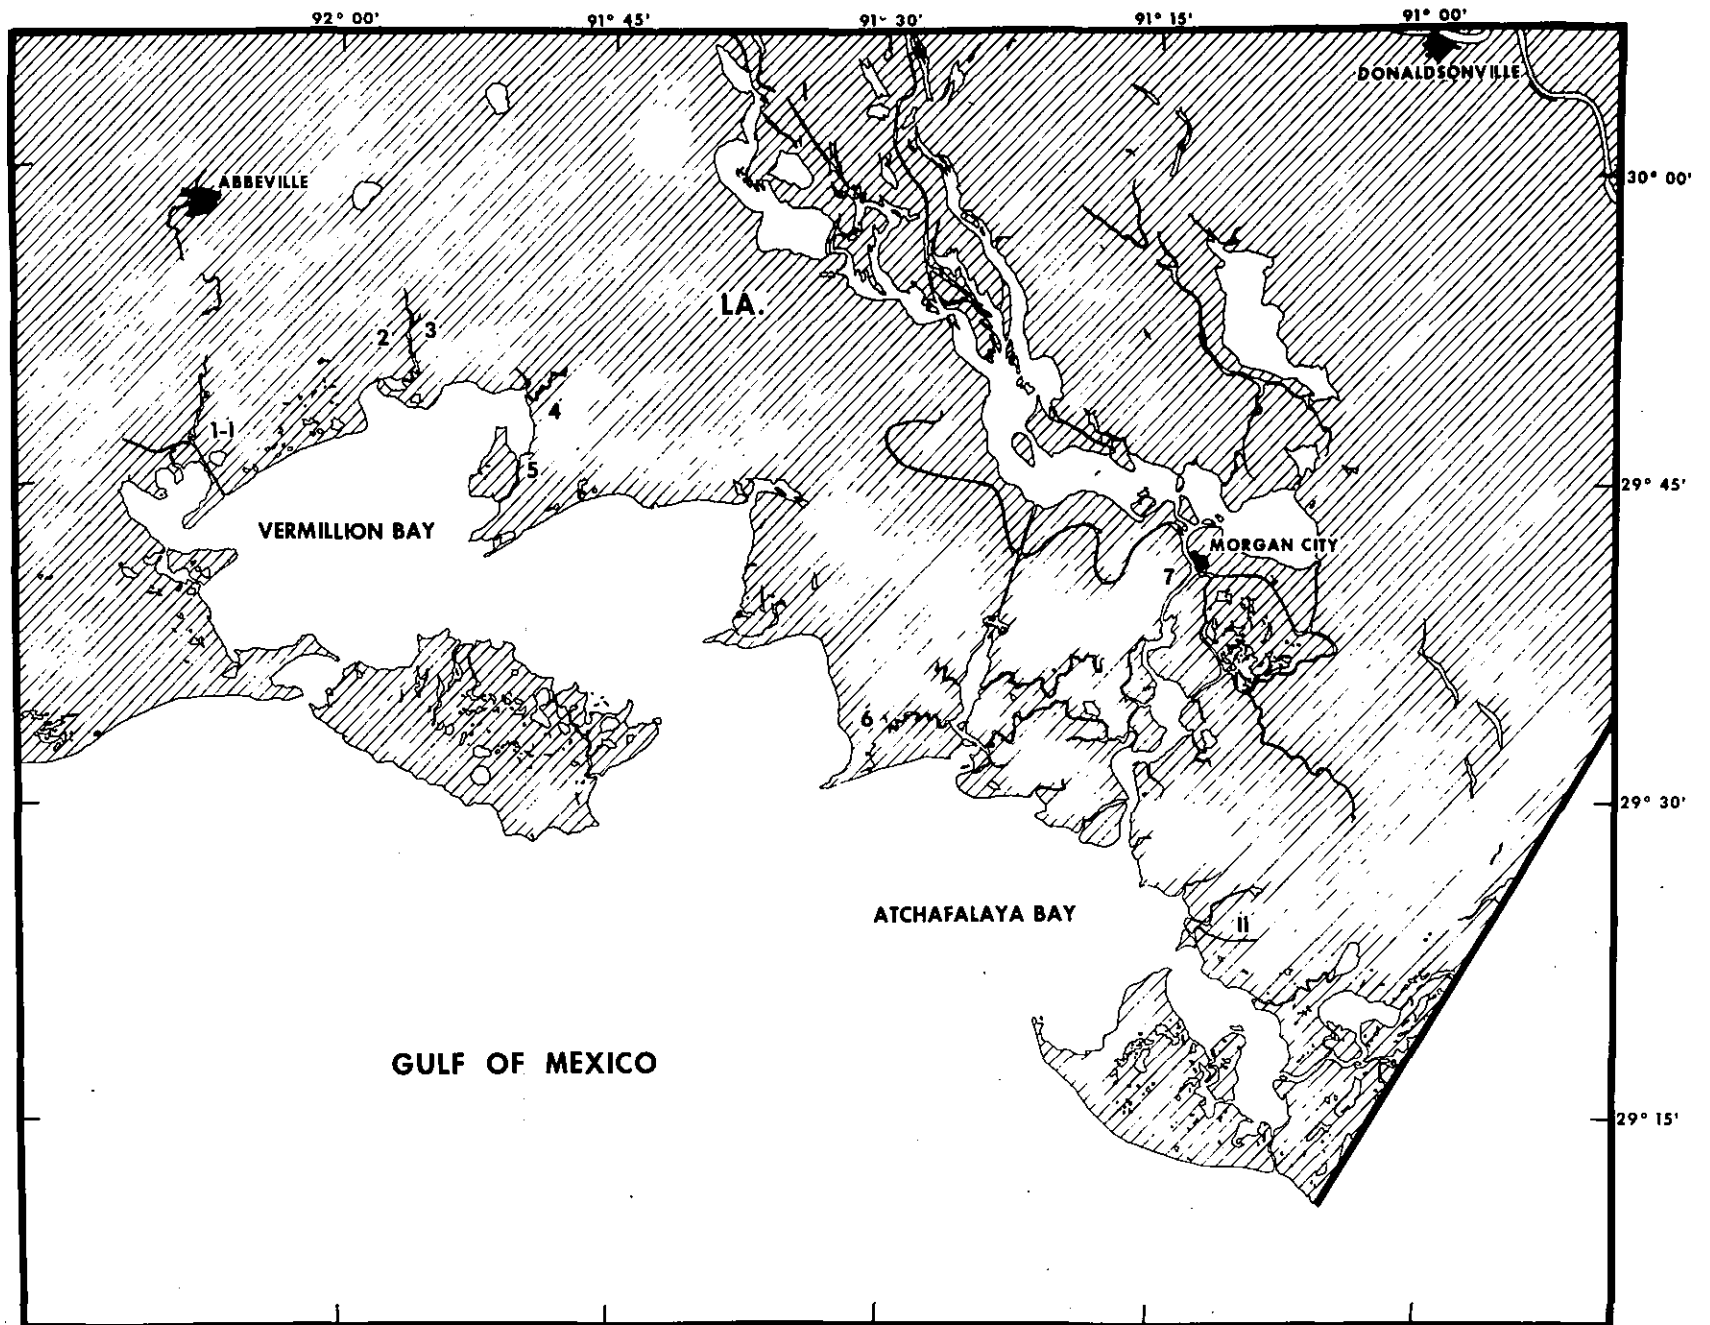 92° 00' 91° 45' 91° 30' 91° 15' 91° 00'
DONALDSONVILLE
ABBEVILLE
30° 00'
LA.
2 3
4
1-1
5
29° 45'
VERMILLION BAY
MORGAN CITY
7
6
29° 30'
ATCHAFALAYA BAY
II
GULF OF MEXICO
29° 15'